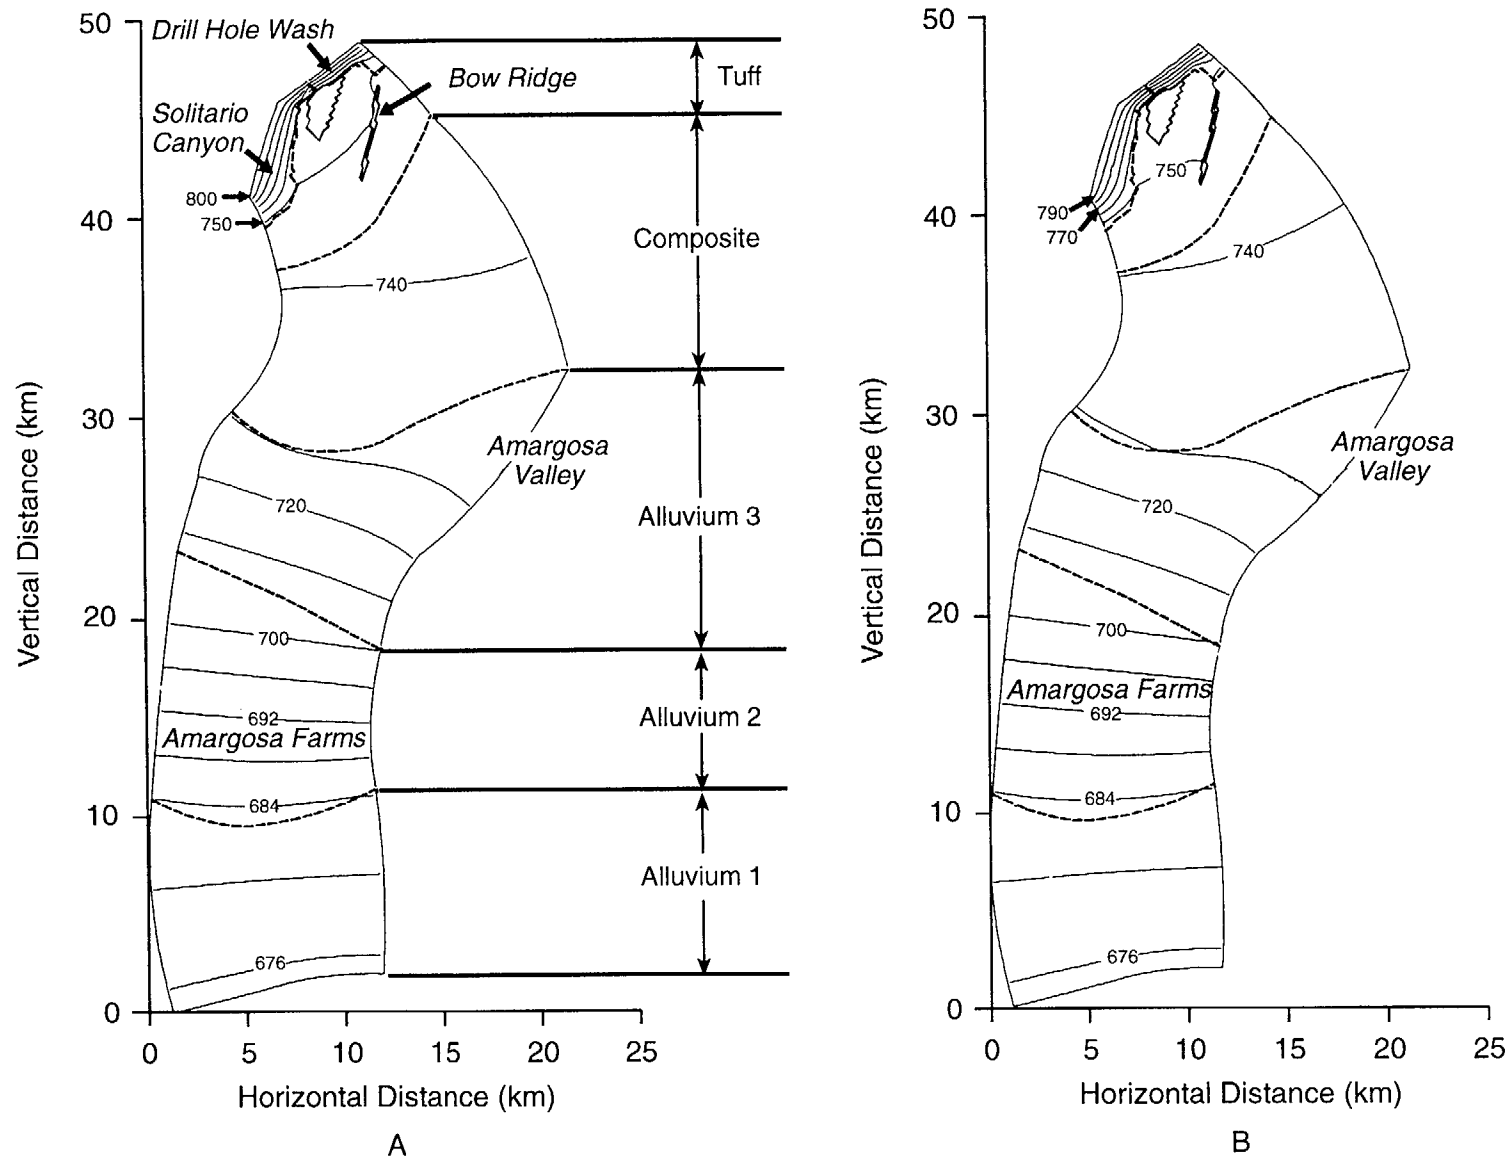 50
40
30
20
10
0
Vertical Distance (km)
Drill Hole Wash
Bow Ridge
Solitario
Canyon
800
750
740
Amargosa
Valley
720
700
692
Amargosa Farms
684
676
Tuff
Composite
Alluvium 3
Alluvium 2
Alluvium 1
0 5 10 15 20 25
Horizontal Distance (km)
A
50
40
30
20
10
0
Vertical Distance (km)
750
790
770
740
Amargosa
Valley
720
700
Amargosa Farms
692
684
676
0 5 10 15 20 25
Horizontal Distance (km)
B